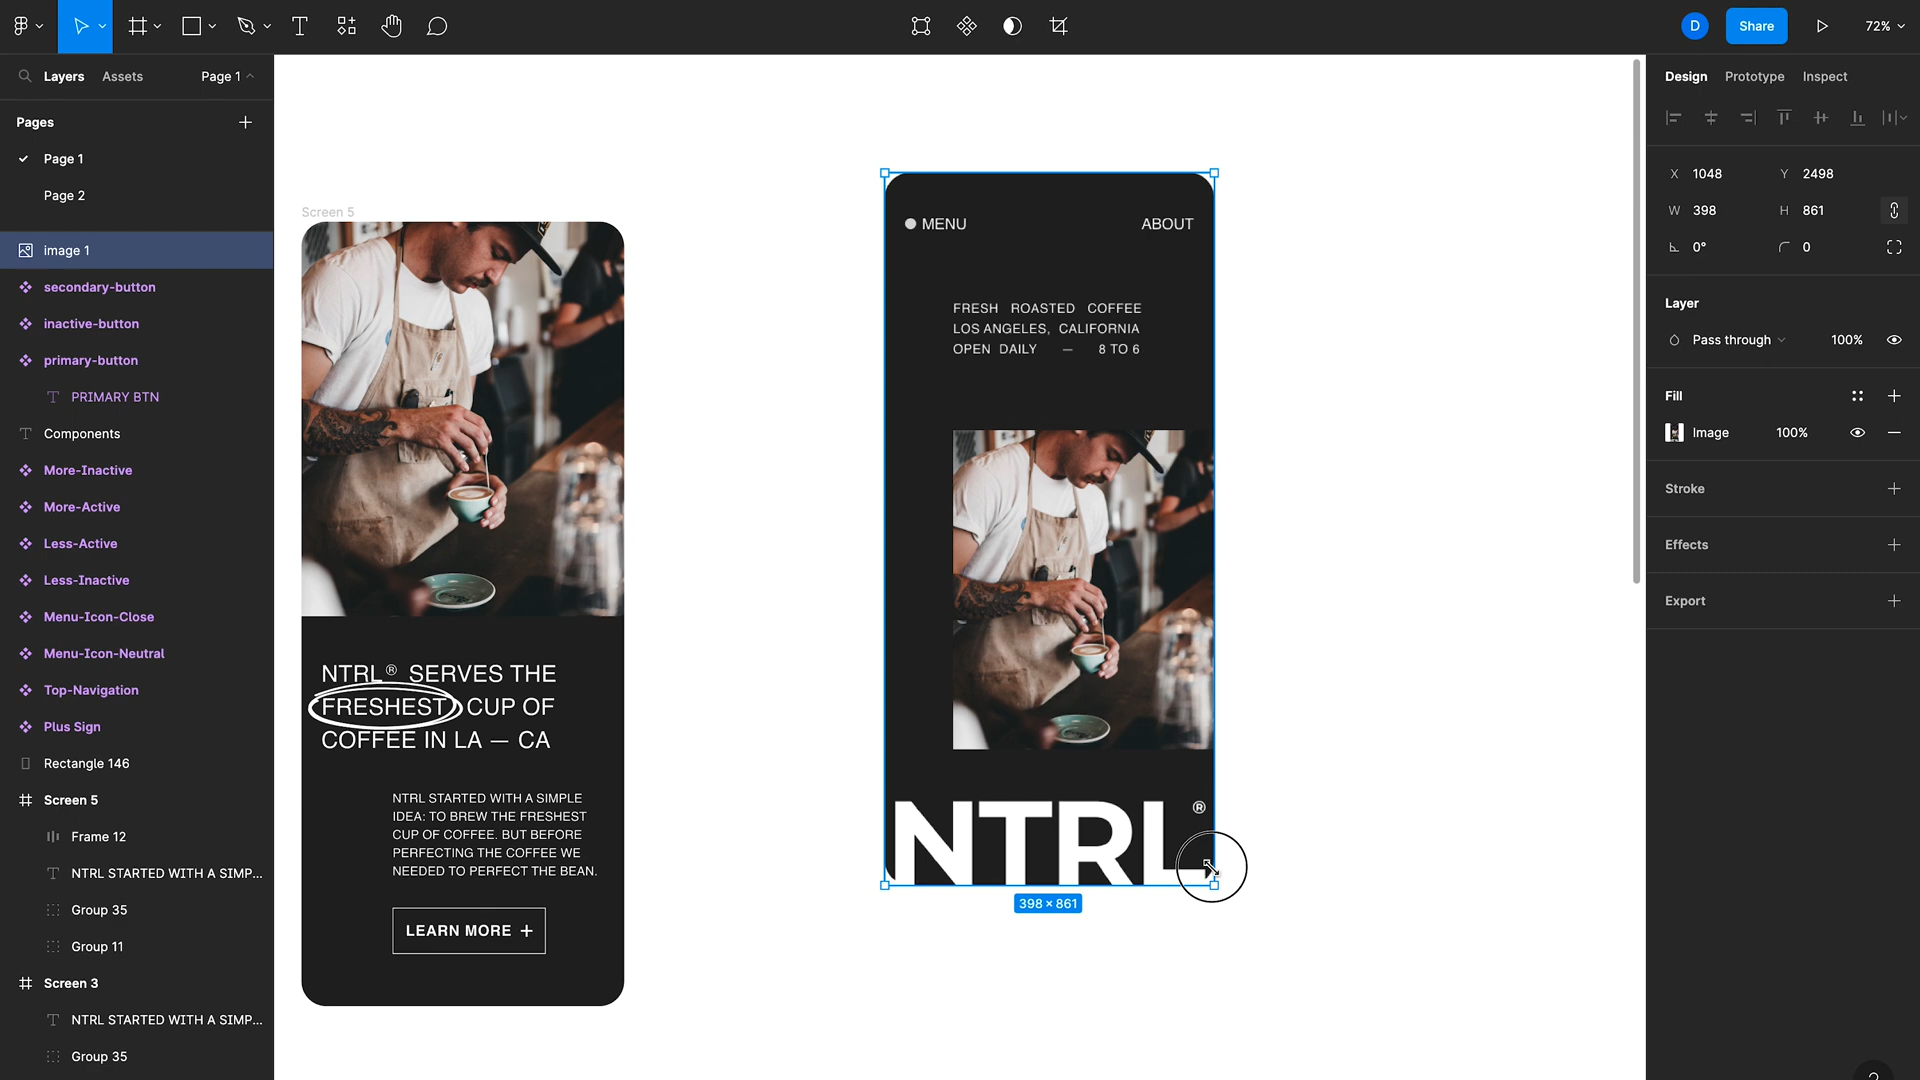 D
Share
72%
Layers
Assets
Page 1
Pages
Page 1
Page 2
image 1
secondary-button
inactive-button
primary-button
PRIMARY BTN
Components
More-Inactive
More-Active
Less-Active
Less-Inactive
Menu-Icon-Close
Menu-Icon-Neutral
Top-Navigation
Plus Sign
Rectangle 146
Screen 5
Frame 12
NTRL STARTED WITH A SIMP...
Group 35
Group 11
Screen 3
NTRL STARTED WITH A SIMP...
Group 35
Screen 5
NTRL® SERVES THE
FRESHEST CUP OF
COFFEE IN LA — CA
NTRL STARTED WITH A SIMPLE
IDEA: TO BREW THE FRESHEST
CUP OF COFFEE. BUT BEFORE
PERFECTING THE COFFEE WE
NEEDED TO PERFECT THE BEAN.
LEARN MORE +
MENU
ABOUT
FRESH ROASTED COFFEE
LOS ANGELES, CALIFORNIA
OPEN DAILY — 8 TO 6
NTRL®
398 × 861
Design
Prototype
Inspect
X 1048
Y 2498
W 398
H 861
0°
0
Layer
Pass through
100%
Fill
Image
100%
Stroke
Effects
Export
?